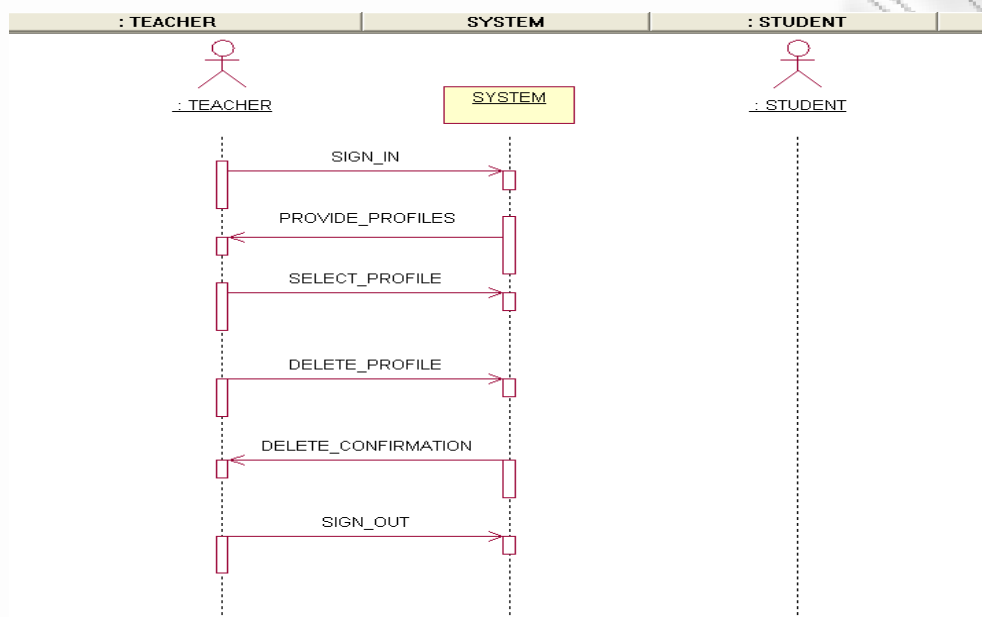 : TEACHER SYSTEM : STUDENT
: TEACHER SYSTEM : STUDENT
SIGN_IN
PROVIDE_PROFILES
SELECT_PROFILE
DELETE_PROFILE
DELETE_CONFIRMATION
SIGN_OUT